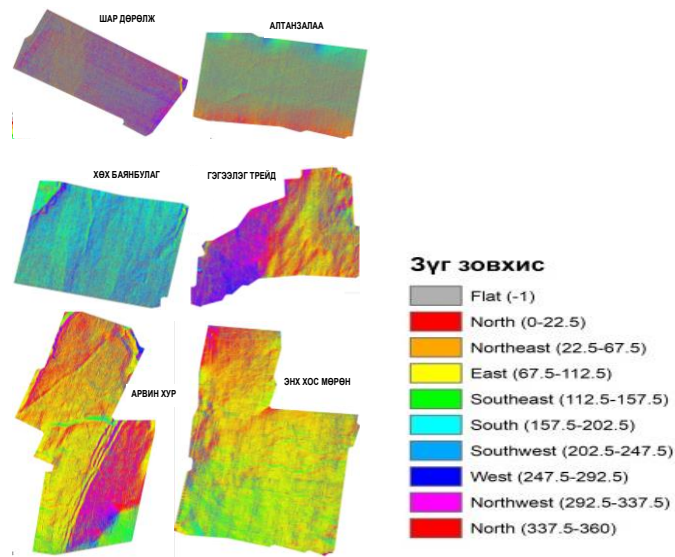 ШАР ДӨРӨЛЖ
АЛТАНЗАЛАА
ХӨХ БАЯНБУЛАГ
ГЭГЭЭЛЭГ ТРЕЙД
АРВИН ХУР
ЭНХ ХОС МӨРӨН
Зүг зовхис
Flat (-1)
North (0-22.5)
Northeast (22.5-67.5)
East (67.5-112.5)
Southeast (112.5-157.5)
South (157.5-202.5)
Southwest (202.5-247.5)
West (247.5-292.5)
Northwest (292.5-337.5)
North (337.5-360)